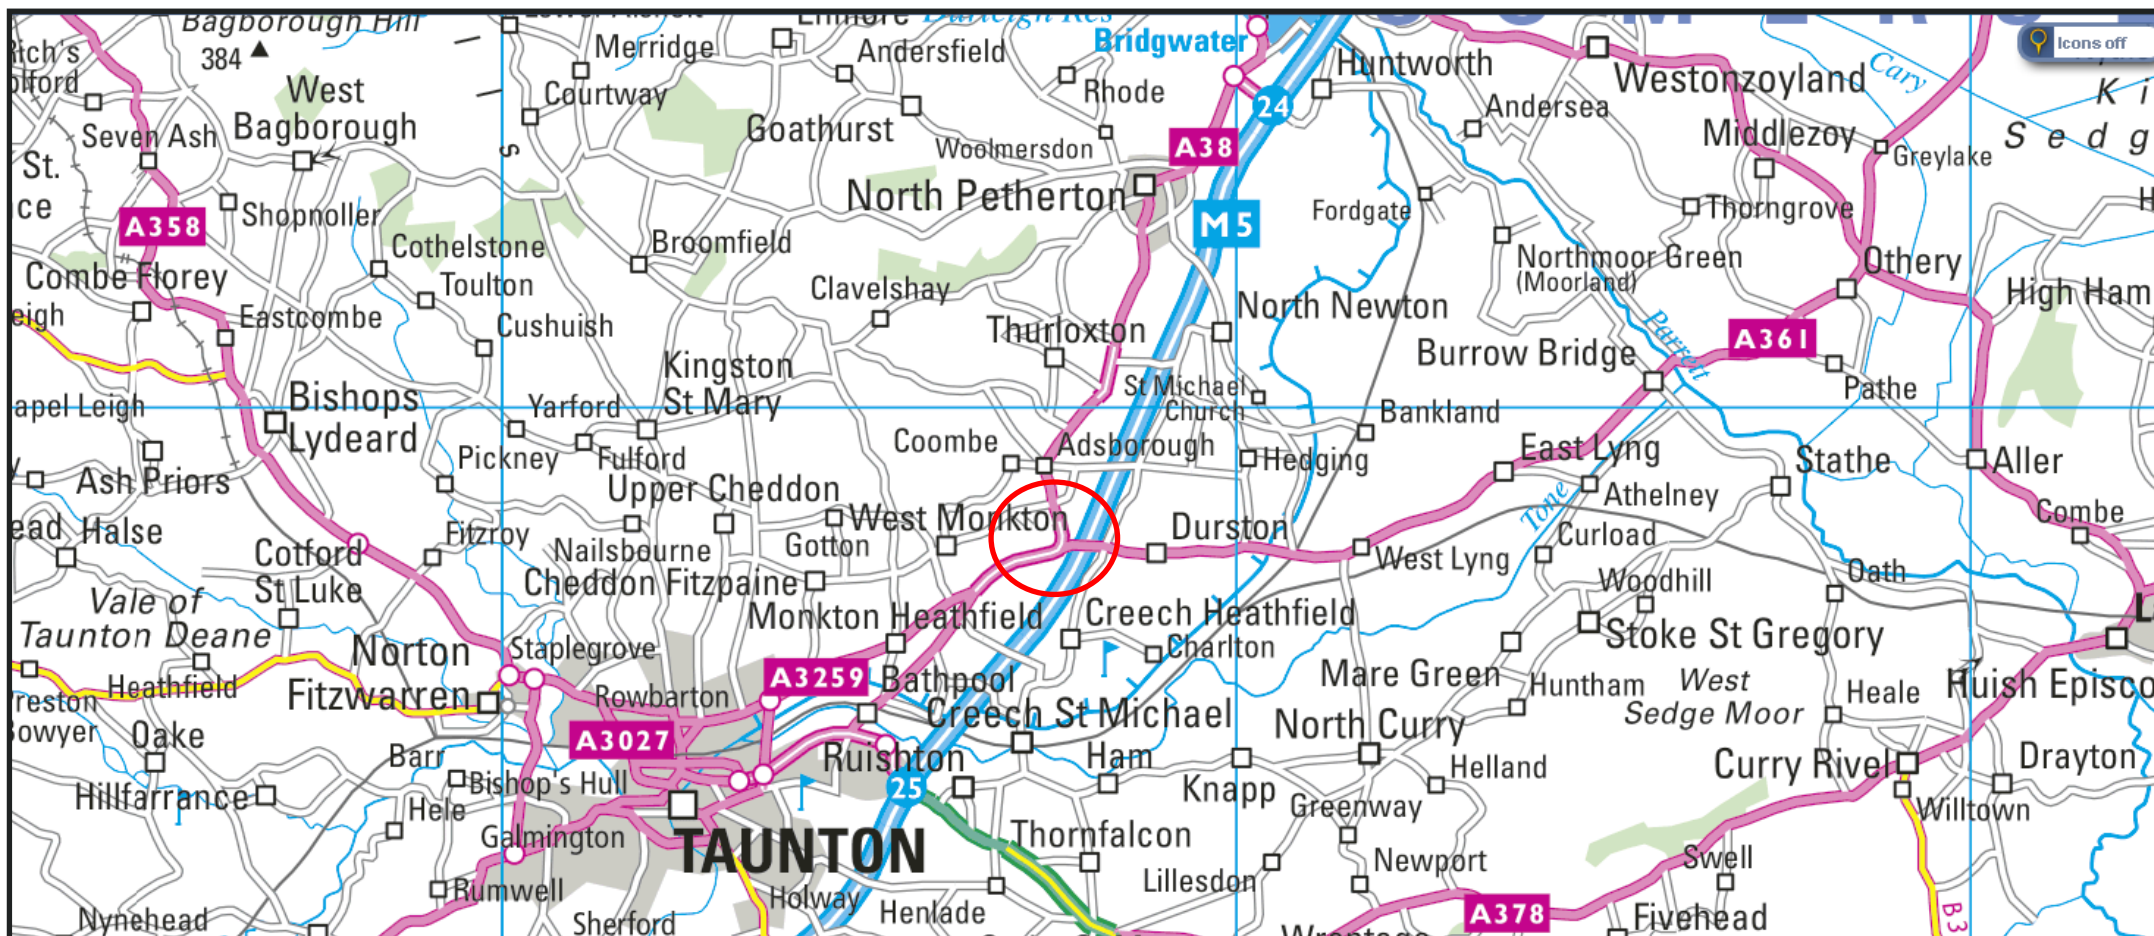 Bagborough Hill
384
Enmore
Durleigh Res
Bridgwater
Icons off
Merridge
Andersfield
Huntworth
Westonzoyland
Cary
West
Bagborough
Courtway
Rhode
24
Andersea
Seven Ash
Goathurst
Woolmersdon
A38
Middlezoy
Greylake
St.
North Petherton
M5
Fordgate
Thorngrove
Shopnoller
A358
Cothelstone
Broomfield
Northmoor Green
(Moorland)
Othery
Combe Florey
Toulton
Clavelshay
North Newton
High Ham
Eastcombe
Cushuish
Thurloxton
Parrett
A361
Kingston
St Mary
Burrow Bridge
Pathe
Bishops
Lydeard
Yarford
St Michael
Church
Bankland
apel Leigh
Coombe
Adsborough
Hedging
East Lyng
Stathe
Aller
Ash Priors
Pickney
Fulford
Upper Cheddon
Athelney
Combe
Halse
Cotford
St Luke
Fitzroy
Nailsbourne
Gotton
West Monkton
Durston
Tone
Curload
West Lyng
Cheddon Fitzpaine
Woodhill
Oath
Vale of
Taunton Deane
Monkton Heathfield
Creech Heathfield
Charlton
Stoke St Gregory
Norton
Fitzwarren
Staplegrove
Rowbarton
A3259
Bathpool
Mare Green
Huntham
West
Sedge Moor
Heale
Huish Episco
Heathfield
Oake
A3027
Creech St Michael
North Curry
Barr
Bishop's Hull
Ruishton
25
Ham
Knapp
Helland
Curry Rivel
Drayton
Hillfarrance
Hele
Greenway
Willtown
Galmington
TAUNTON
Thornfalcon
Newport
Swell
Rumwell
Holway
Henlade
Lillesdon
A378
Fivehead
B3
Nynehead
Sherford